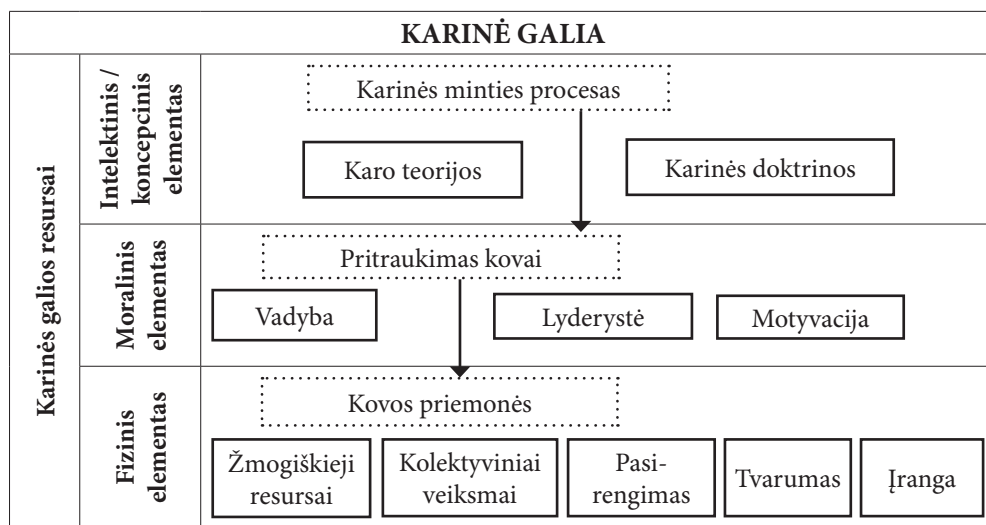 KARINĖ GALIA
Karinės galios resursai
Intelektinis /
koncepcinis
elementas
Karinės minties procesas
Karo teorijos
Karinės doktrinos
Moralinis
elementas
Pritraukimas kovai
Vadyba
Lyderystė
Motyvacija
Fizinis
elementas
Kovos priemonės
Žmogiškieji
resursai
Kolektyviniai
veiksmai
Pasi-
rengimas
Tvarumas
Įranga